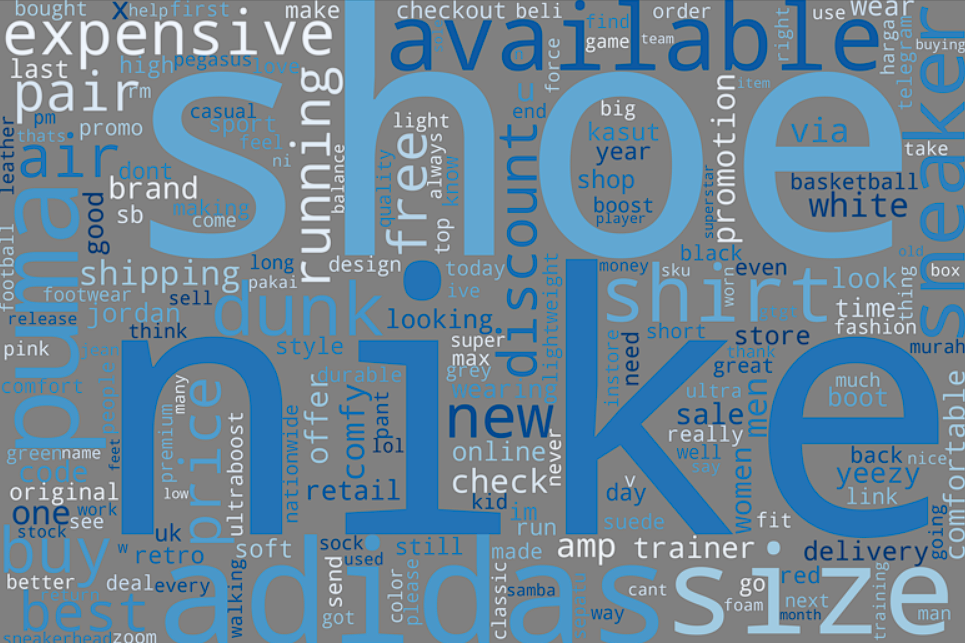 bought
x
help
first
make
checkout
beli
find
order
right
use
wear
expensive
available
game
team
buying
last
high
pegasus
love
force
hargan
telegram
pair
rm
shoe
item
sneaker
pm
thats
promo
casual
sport
feel
ni
running
light
free
always
know
quality
balance
u
end
big
kasut
year
promotion
via
take
leather
air
dont
brand
sb
making
come
good
top
discount
shop
boost
player
superstar
basketball
white
puma
football
shipping
long
pakai
design
today
ive
polightweight
money
sku
work
black
even
old
box
look
thing
footwear
sell
release
jordan
think
dunk
looking
shirt
start
time
fashion
pink
jean
style
super
max
grey
instore
need
short
store
thank
great
murah
nike
comfort
people
many
durable
wearing
ultra
men
much
boot
premium
price
offer
comfy
pant
lol
new
sale
really
well
say
comfortable
green
name
feet
code
ultraboost
nationwide
online
never
check
back
nice
yeezy
original
low
retail
kid
im
v
day
women
link
one
work
see
stock
uk
run
suede
fit
going
buy
w
retro
soft
sock
used
still
made
amp
trainer
delivery
better
deal
every
walking
send
color
please
classic
samba
cant
go
foam
red
next
month
training
man
return
best
adidas
size
got
way
sneakerhead
zoom